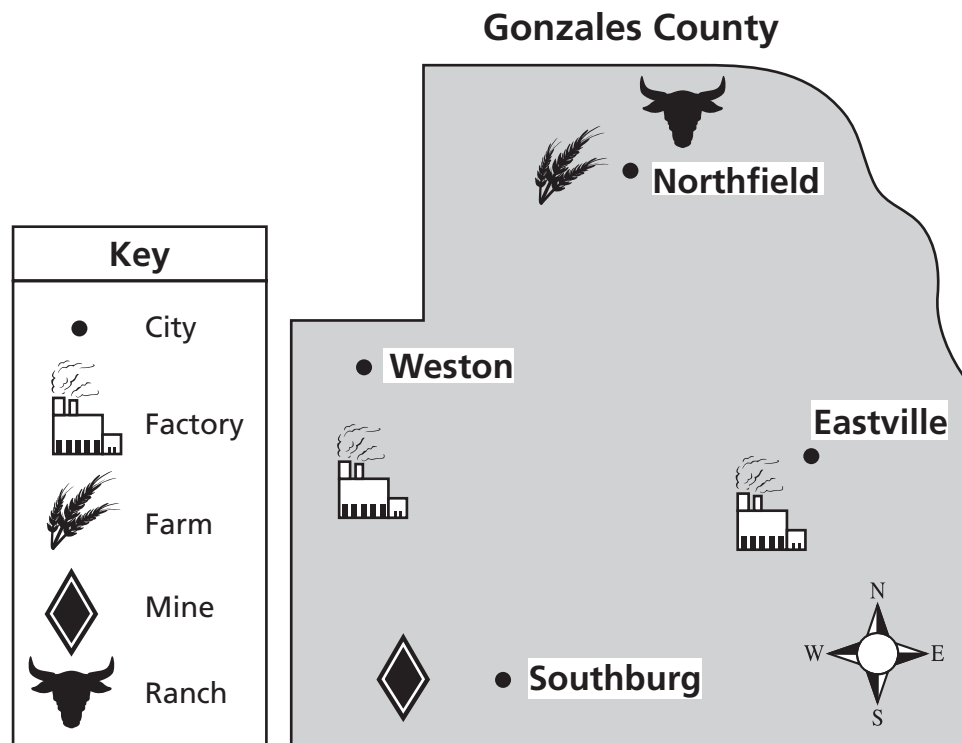 Gonzales County
Northfield
Key
City
Factory
Farm
Mine
Ranch
Weston
Eastville
Southburg
N
W E
S